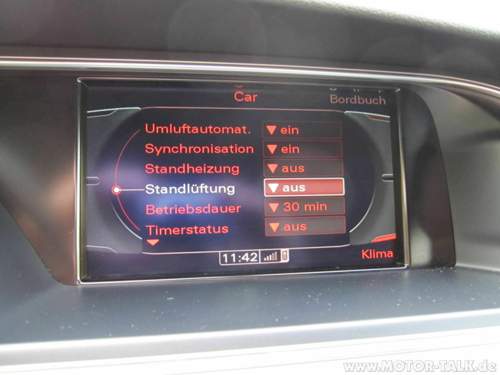 Car
Bordbuch
Umluftautomat. ein
Synchronisation ein
Standheizung aus
Standlüftung aus
Betriebsdauer 30 min
Timerstatus aus
11:42
Klima
www.MOTOR-TALK.de